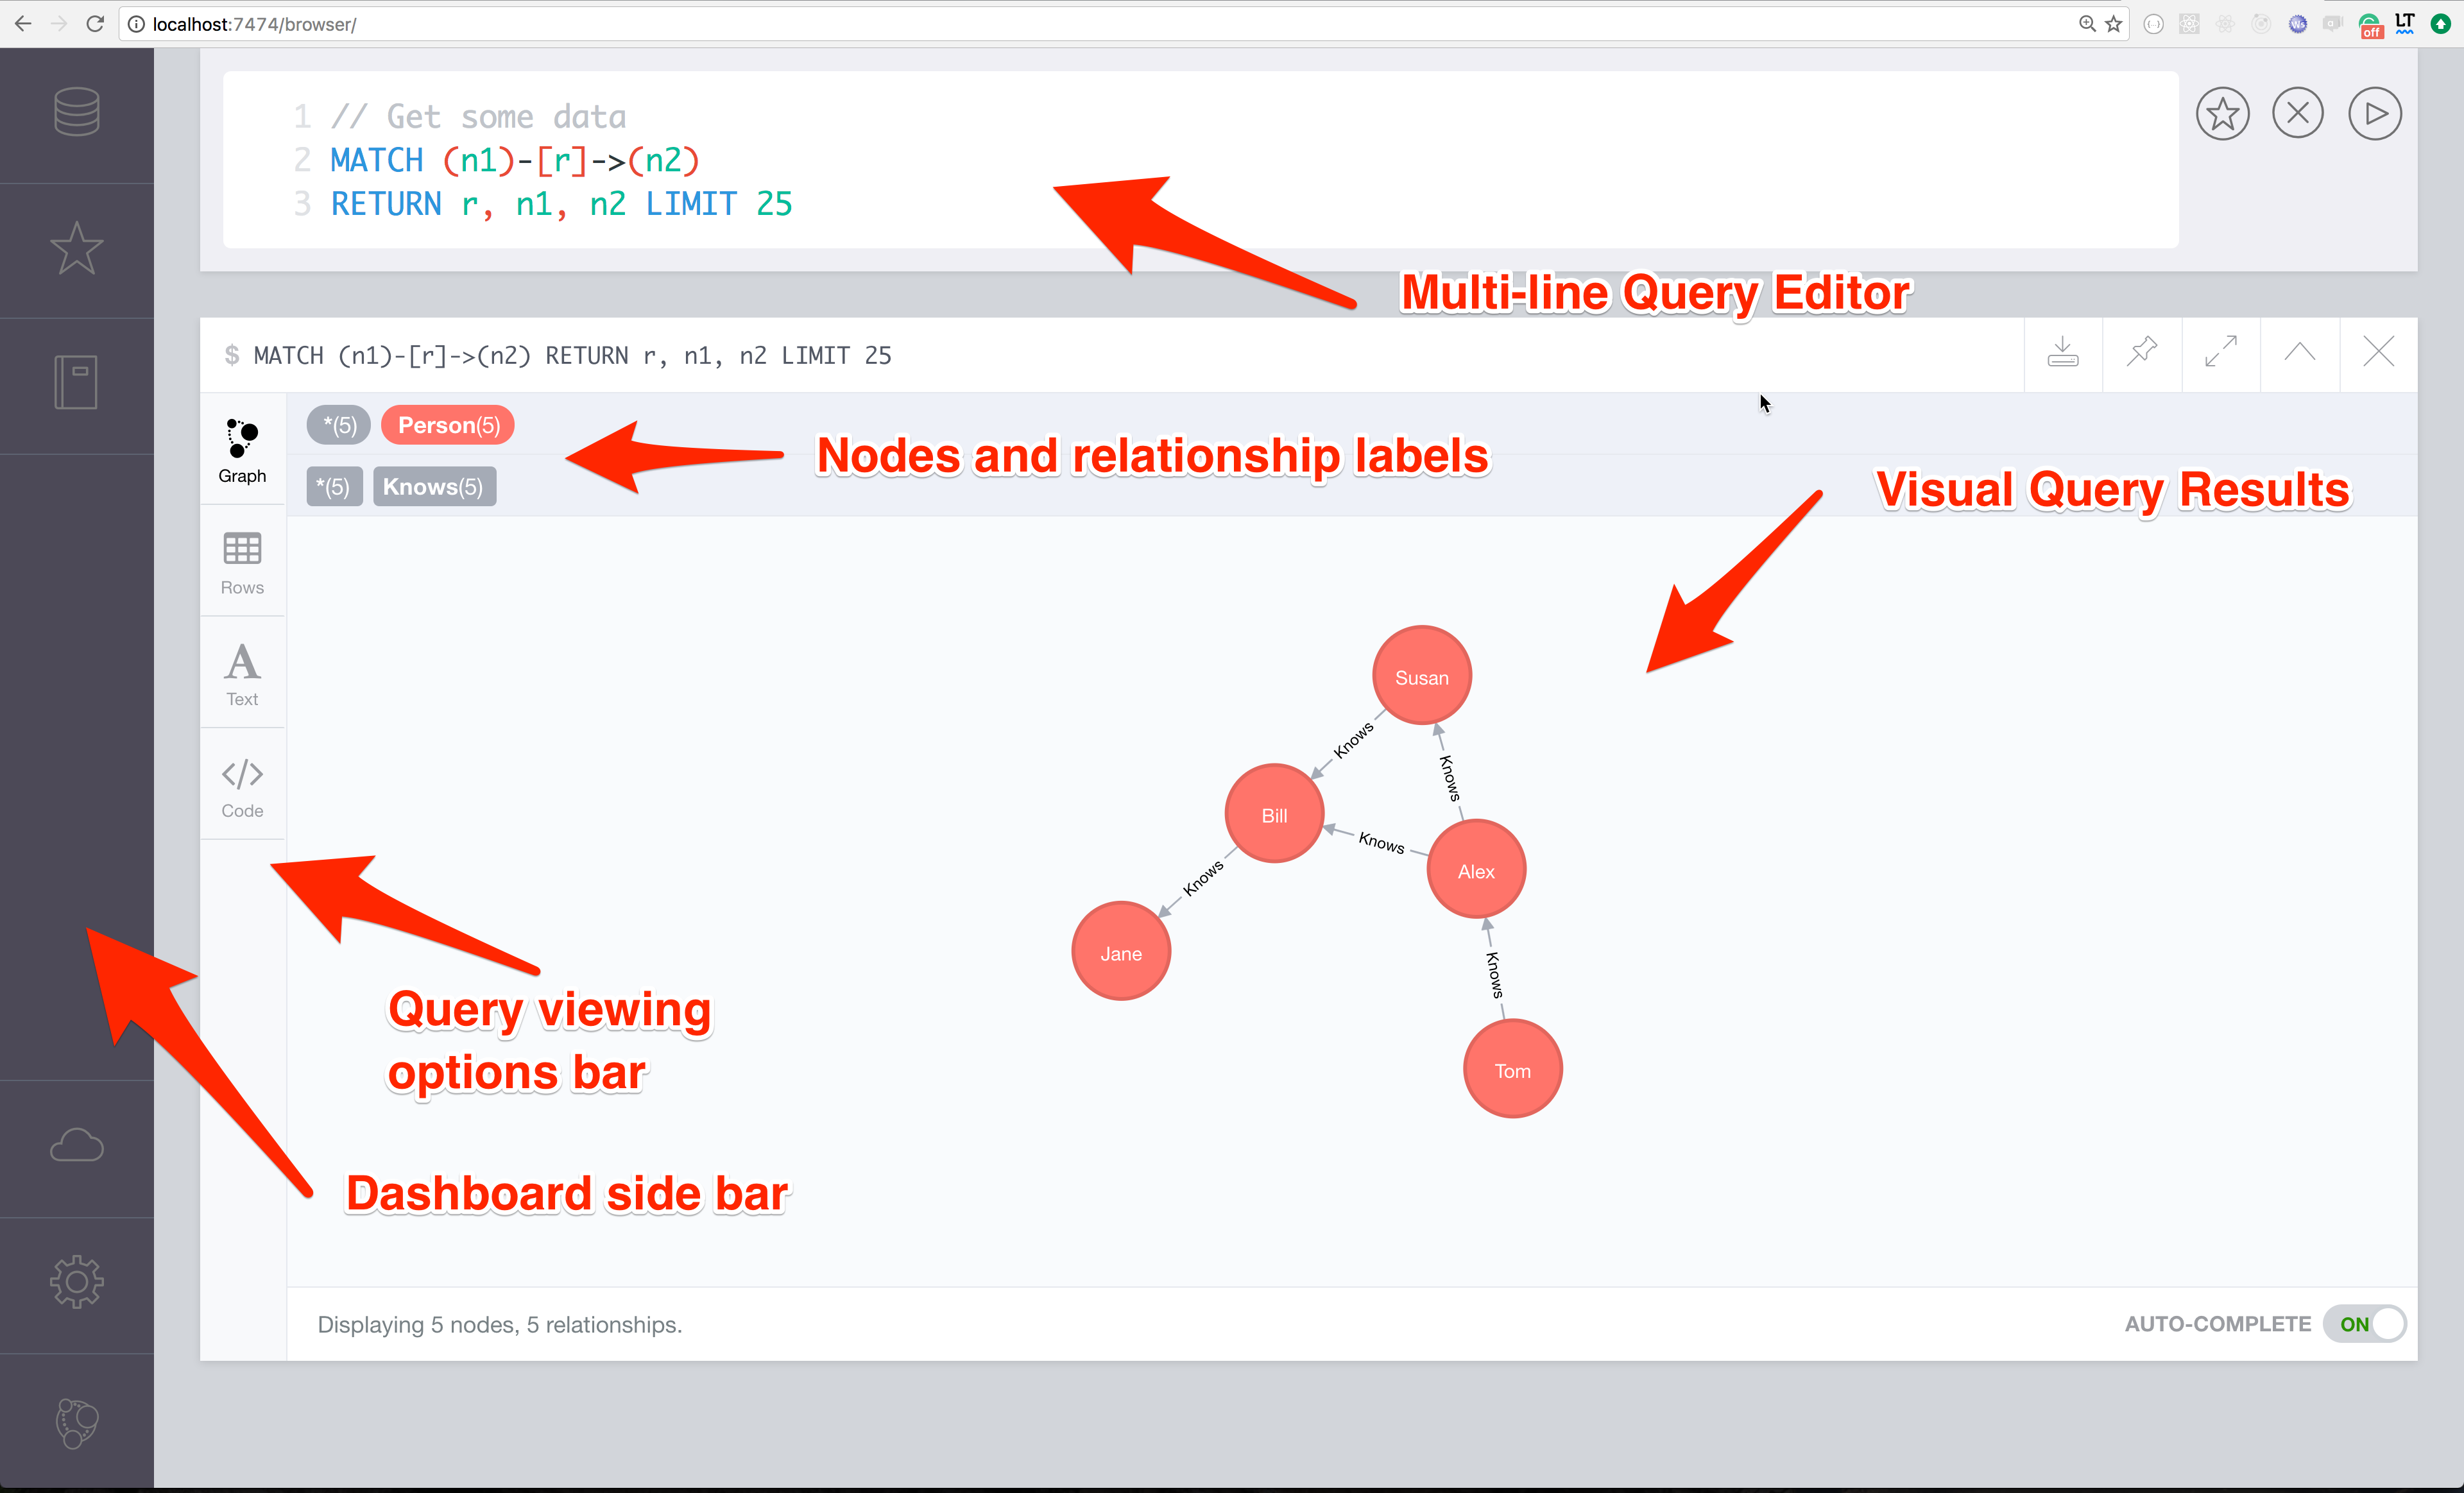 localhost:7474/browser/
off
LT
1 // Get some data
2 MATCH (n1)-[r]->(n2)
3 RETURN r, n1, n2 LIMIT 25
Multi-line Query Editor
$ MATCH (n1)-[r]->(n2) RETURN r, n1, n2 LIMIT 25
*(5) Person(5)
Nodes and relationship labels
*(5) Knows(5)
Visual Query Results
Graph
Rows
Text
Code
Susan
Knows
Knows
Bill
Knows
Alex
Knows
Jane
Knows
Tom
Query viewing
options bar
Dashboard side bar
Displaying 5 nodes, 5 relationships.
AUTO-COMPLETE ON